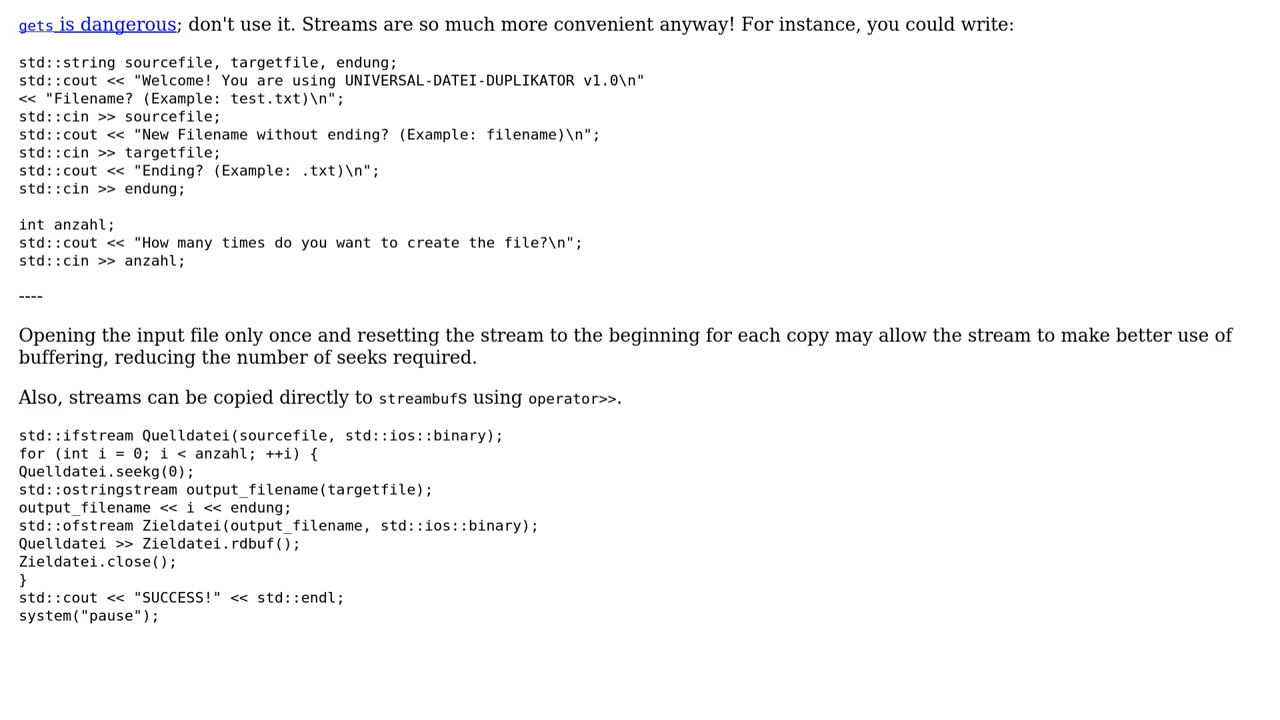 gets is dangerous; don't use it. Streams are so much more convenient anyway! For instance, you could write:
std::string sourcefile, targetfile, endung;
std::cout << "Welcome! You are using UNIVERSAL-DATEI-DUPLIKATOR v1.0\n"
<< "Filename? (Example: test.txt)\n";
std::cin >> sourcefile;
std::cout << "New Filename without ending? (Example: filename)\n";
std::cin >> targetfile;
std::cout << "Ending? (Example: .txt)\n";
std::cin >> endung;
int anzahl;
std::cout << "How many times do you want to create the file?\n";
std::cin >> anzahl;
----
Opening the input file only once and resetting the stream to the beginning for each copy may allow the stream to make better use of
buffering, reducing the number of seeks required.
Also, streams can be copied directly to streambufs using operator>>.
std::ifstream Quelldatei(sourcefile, std::ios::binary);
for (int i = 0; i < anzahl; ++i) {
Quelldatei.seekg(0);
std::ostringstream output_filename(targetfile);
output_filename << i << endung;
std::ofstream Zieldatei(output_filename, std::ios::binary);
Quelldatei >> Zieldatei.rdbuf();
Zieldatei.close();
}
std::cout << "SUCCESS!" << std::endl;
system("pause");